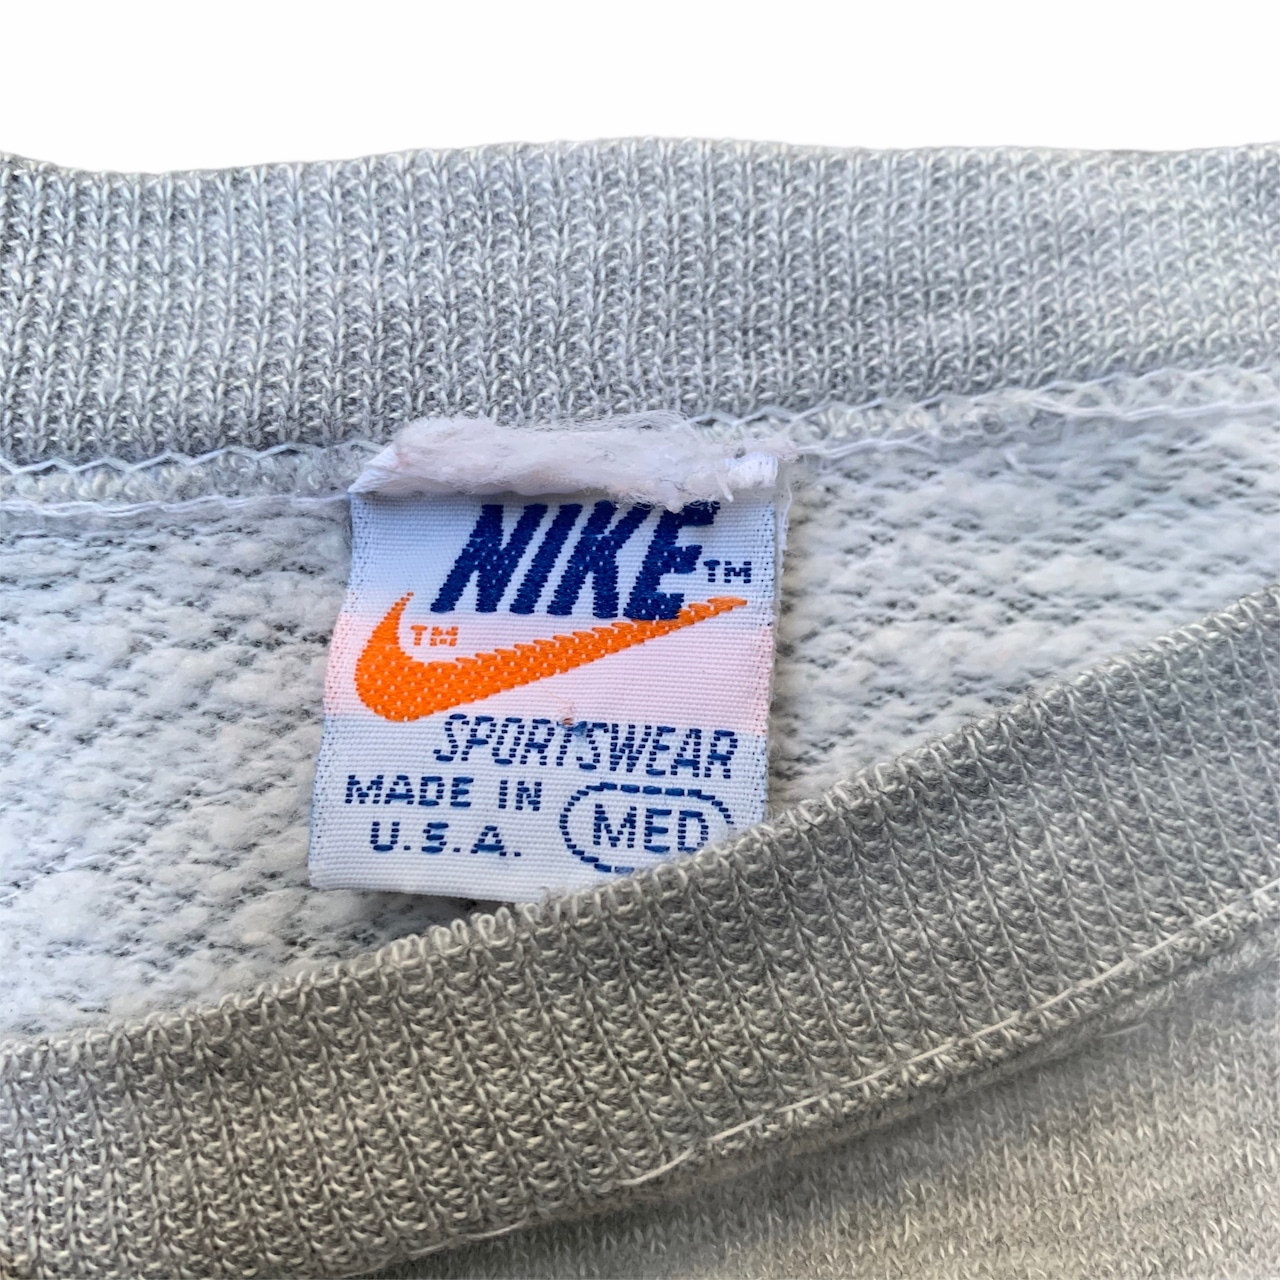 NIKE™
™
SPORTSWEAR
MADE IN
U.S.A.
MED